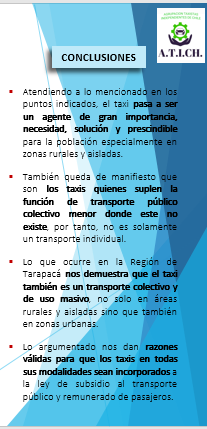 A.T.I.CH.
CONCLUSIONES
Atendiendo a lo mencionado en los
puntos indicados, el taxi pasa a ser
un agente de gran importancia,
necesidad, solución y prescindible
para la población especialmente en
zonas rurales y aisladas.
También queda de manifiesto que
son los taxis quienes suplen la
función de transporte público
colectivo menor donde este no
existe, por tanto, no es solamente
un transporte individual.
Lo que ocurre en la Región de
Tarapacá nos demuestra que el taxi
también es un transporte colectivo y
de uso masivo, no solo en áreas
rurales y aisladas sino que también
en zonas urbanas.
Lo argumentado nos dan razones
válidas para que los taxis en todas
sus modalidades sean incorporados a
la ley de subsidio al transporte
público y remunerado de pasajeros.